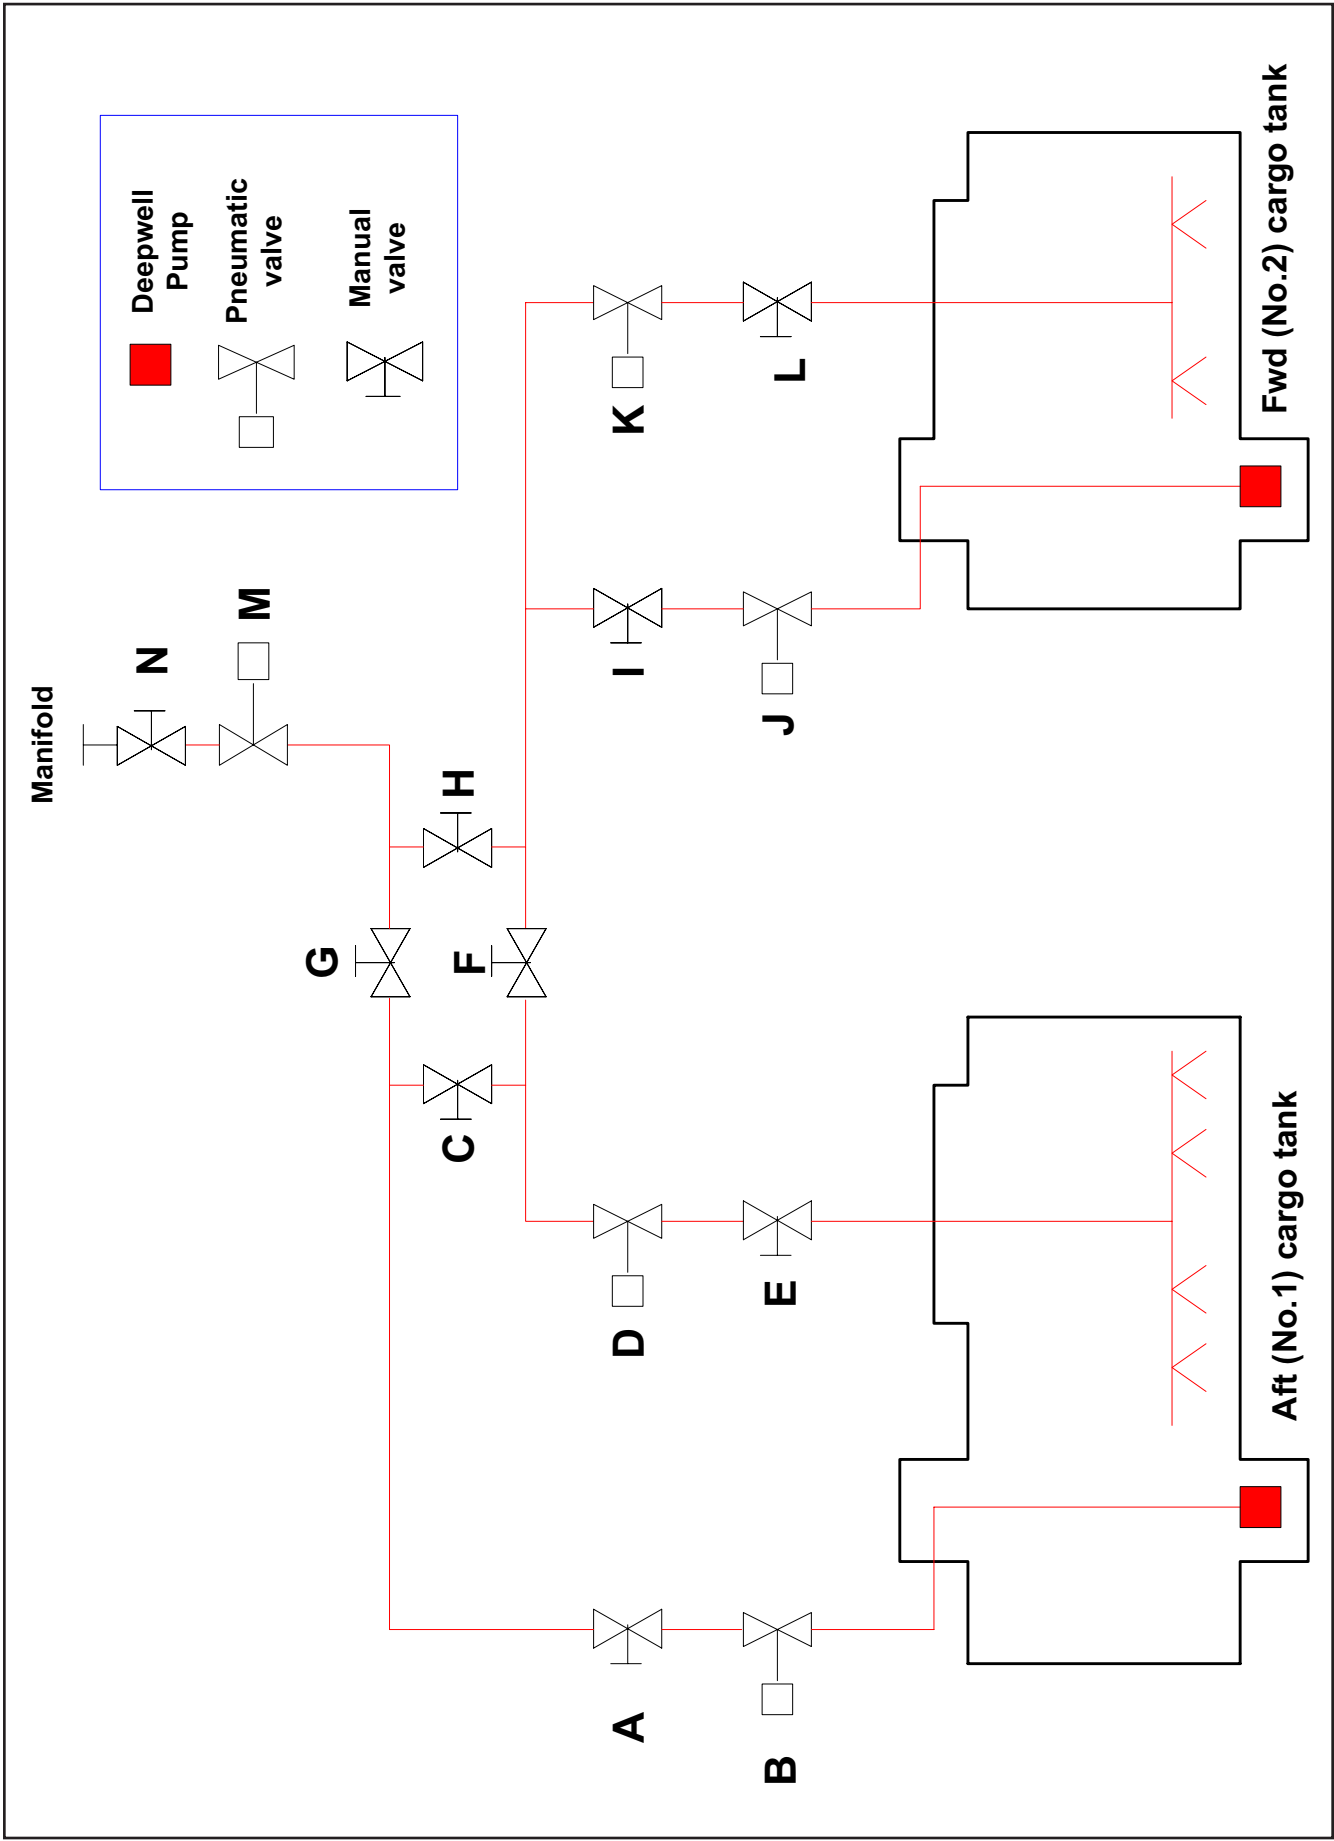 Manifold
N
M
Deepwell
Pump
Pneumatic
valve
Manual
valve
G
C
F
H
A
D
I
K
B
E
J
L
Aft (No.1) cargo tank
Fwd (No.2) cargo tank